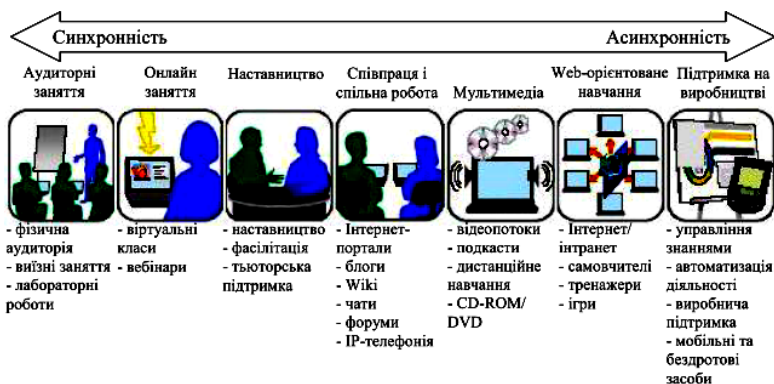 Синхронність
Асинхронність
Аудиторні
заняття
- фізична
аудиторія
- виїзні заняття
- лабораторні
роботи
Онлайн
заняття
- віртуальні
класи
- вебінари
Наставництво
- наставництво
- фасілітація
- тьюторська
підтримка
Співпраця і
спільна робота
- Інтернет-
портали
- блоги
- Wiki
- чати
- форуми
- IP-телефонія
Мультимедіа
- відеопотоки
- подкасти
- дистанційне
навчання
- CD-ROM/
DVD
Web-орієнтоване
навчання
- Інтернет/
інтранет
- самовчителі
- тренажери
- ігри
Підтримка на
виробництві
- управління
знаннями
- автоматизація
діяльності
- виробнича
підтримка
- мобільні та
бездротові
засоби